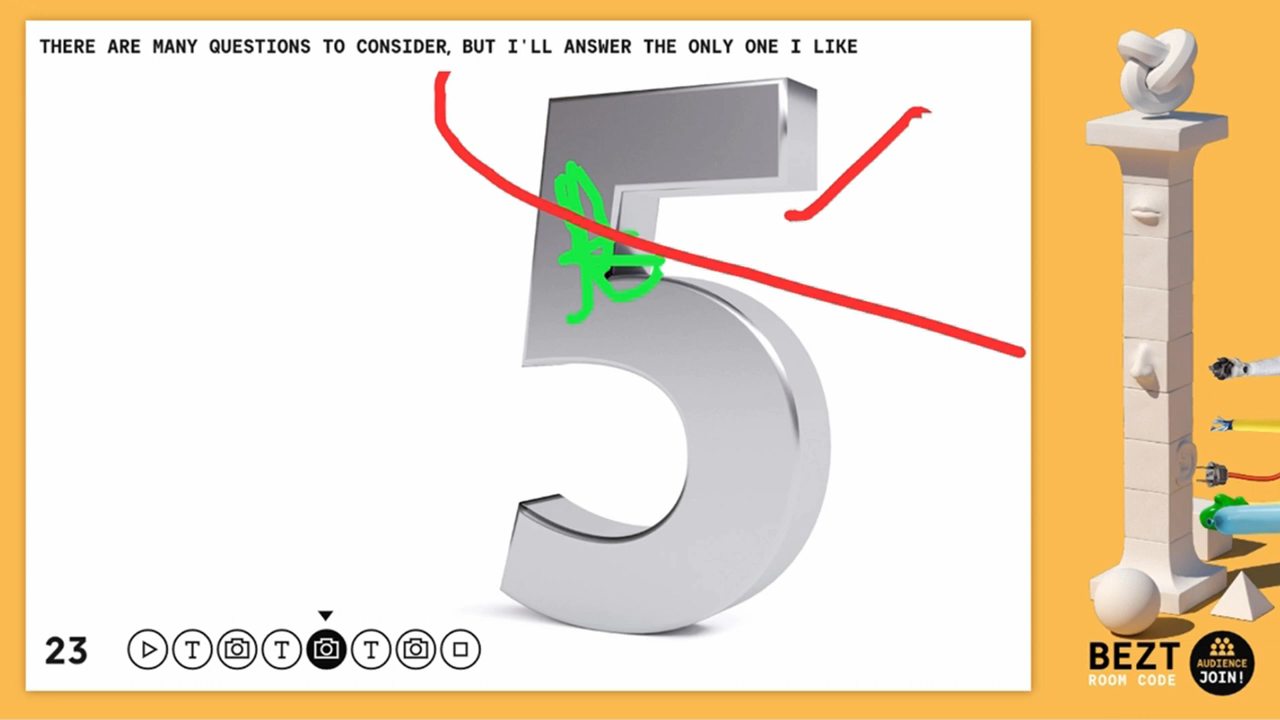 THERE ARE MANY QUESTIONS TO CONSIDER, BUT I'LL ANSWER THE ONLY ONE I LIKE
5
23
T T T
BEZT
ROOM CODE
AUDIENCE
JOIN!